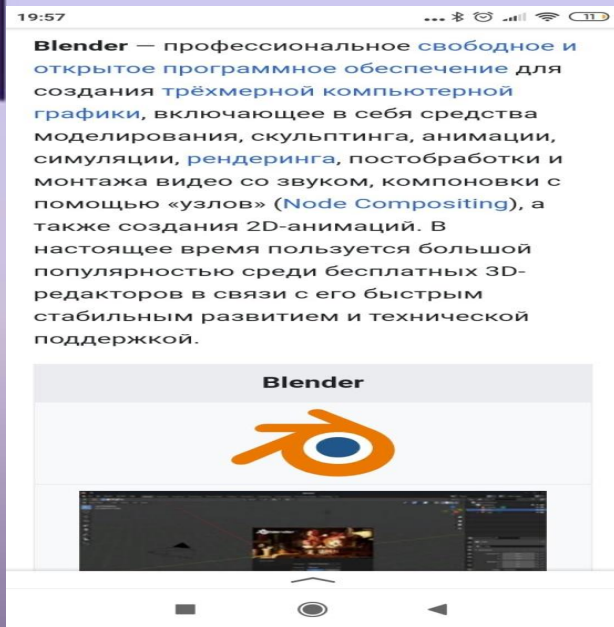 19:57
11
Blender — профессиональное свободное и
открытое программное обеспечение для
создания трёхмерной компьютерной
графики, включающее в себя средства
моделирования, скульптинга, анимации,
симуляции, рендеринга, постобработки и
монтажа видео со звуком, компоновки с
помощью «узлов» (Node Compositing), а
также создания 2D-анимаций. В
настоящее время пользуется большой
популярностью среди бесплатных 3D-
редакторов в связи с его быстрым
стабильным развитием и технической
поддержкой.
Blender